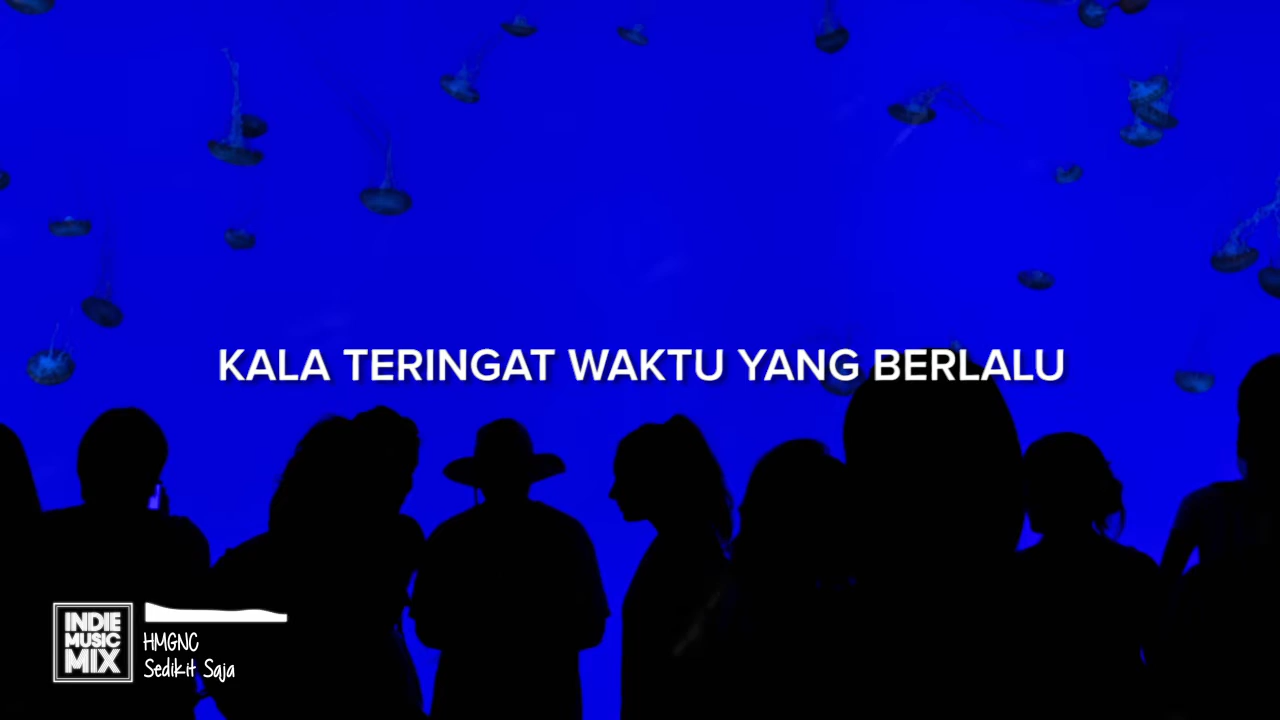 KALA TERINGAT WAKTU YANG BERLALU
INDIE
MUSIC
MIX
HMGNC
Sedikit Saja